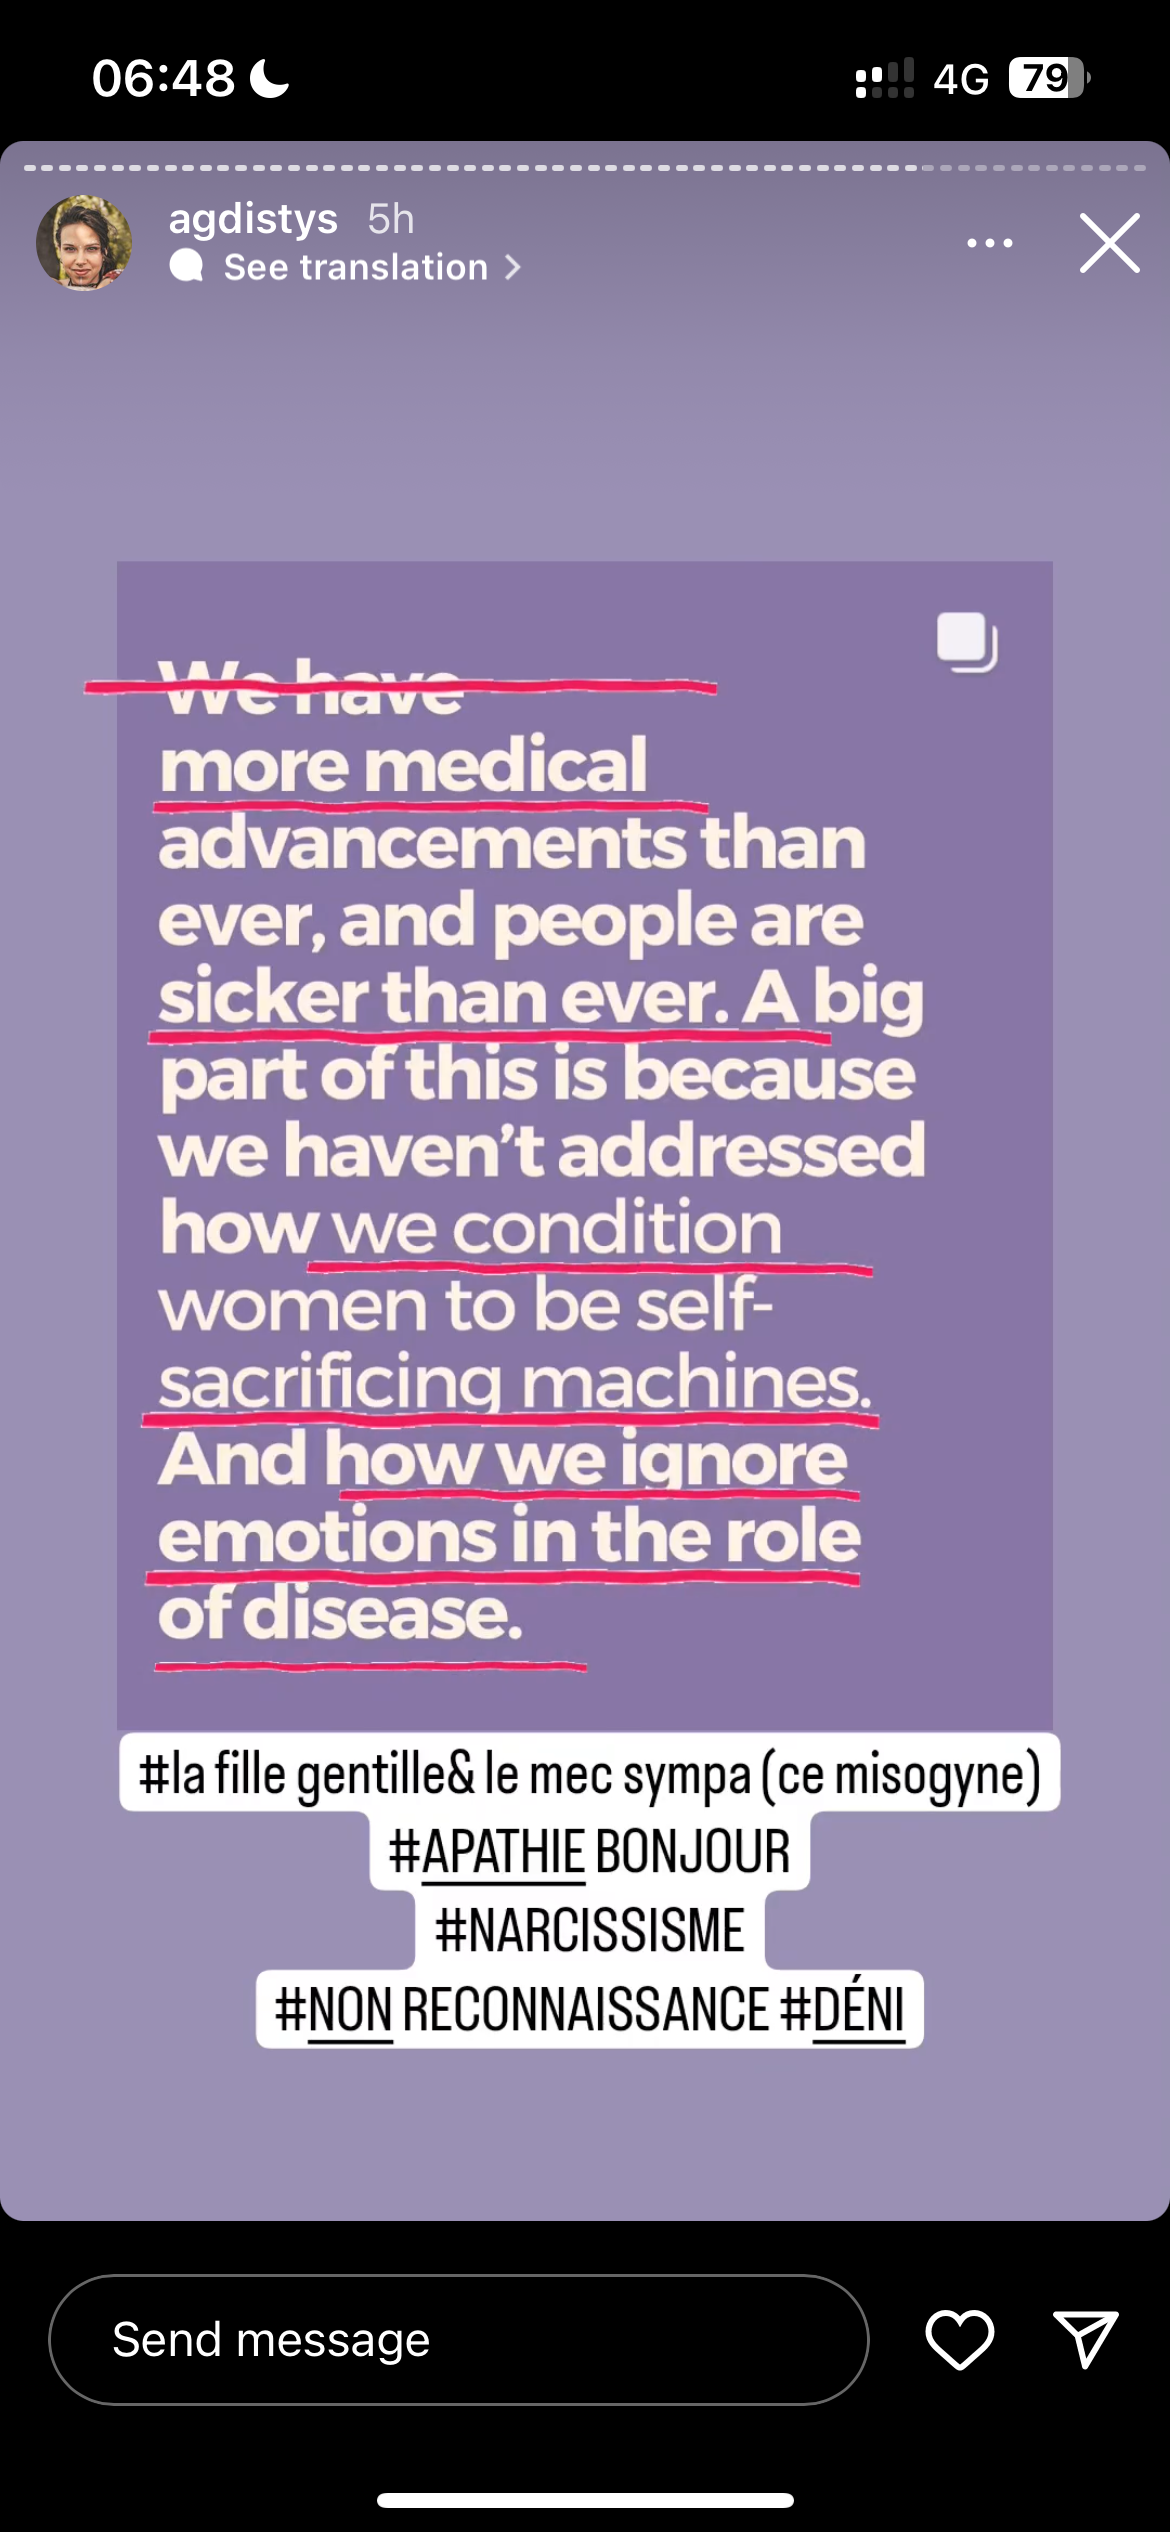 06:48
4G 79
agdistys 5h
See translation
We have
more medical
advancements than
ever, and people are
sicker than ever. A big
part of this is because
we haven’t addressed
how we condition
women to be self-
sacrificing machines.
And how we ignore
emotions in the role
of disease.
#la fille gentille& le mec sympa (ce misogyne)
#APATHIE BONJOUR
#NARCISSISME
#NON RECONNAISSANCE #DÉNI
Send message